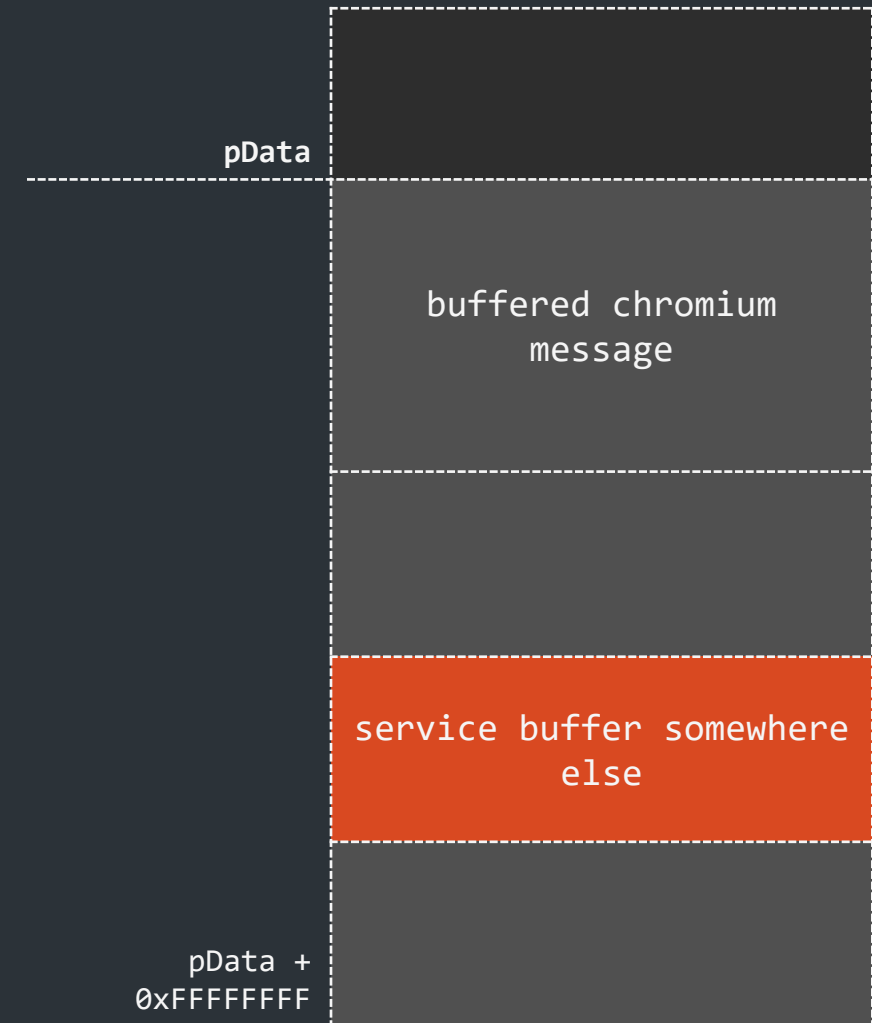 pData
buffered chromium
message
service buffer somewhere
else
pData +
0xFFFFFFFF